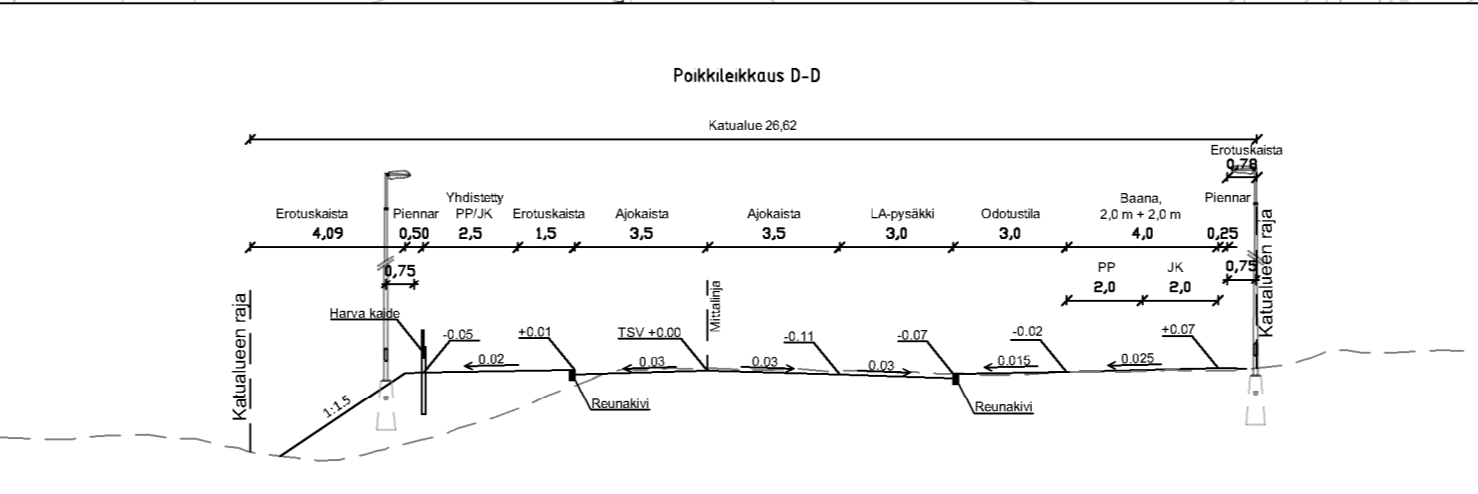 Poikkileikkaus D-D
Katualue 26,62
Erotuskaista
0,78
Yhdistetty
PP/JK
Baana,
2,0 m + 2,0 m
Erotuskaista Piennar Erotuskaista Ajokaista Ajokaista LA-pysäkki Odotustila Piennar
4,09 0,50 2,5 1,5 3,5 3,5 3,0 3,0 4,0 0,25
0,75 PP JK 0,75
2,0 2,0
Katualueen raja
Mittalinja
Katualueen raja
Harva kaide
-0.05 +0.01 TSV +0.00 -0.11 -0.07 -0.02 +0.07
0.02 0.03 0.03 0.03 0.015 0.025
1:1.5
Reunakivi Reunakivi